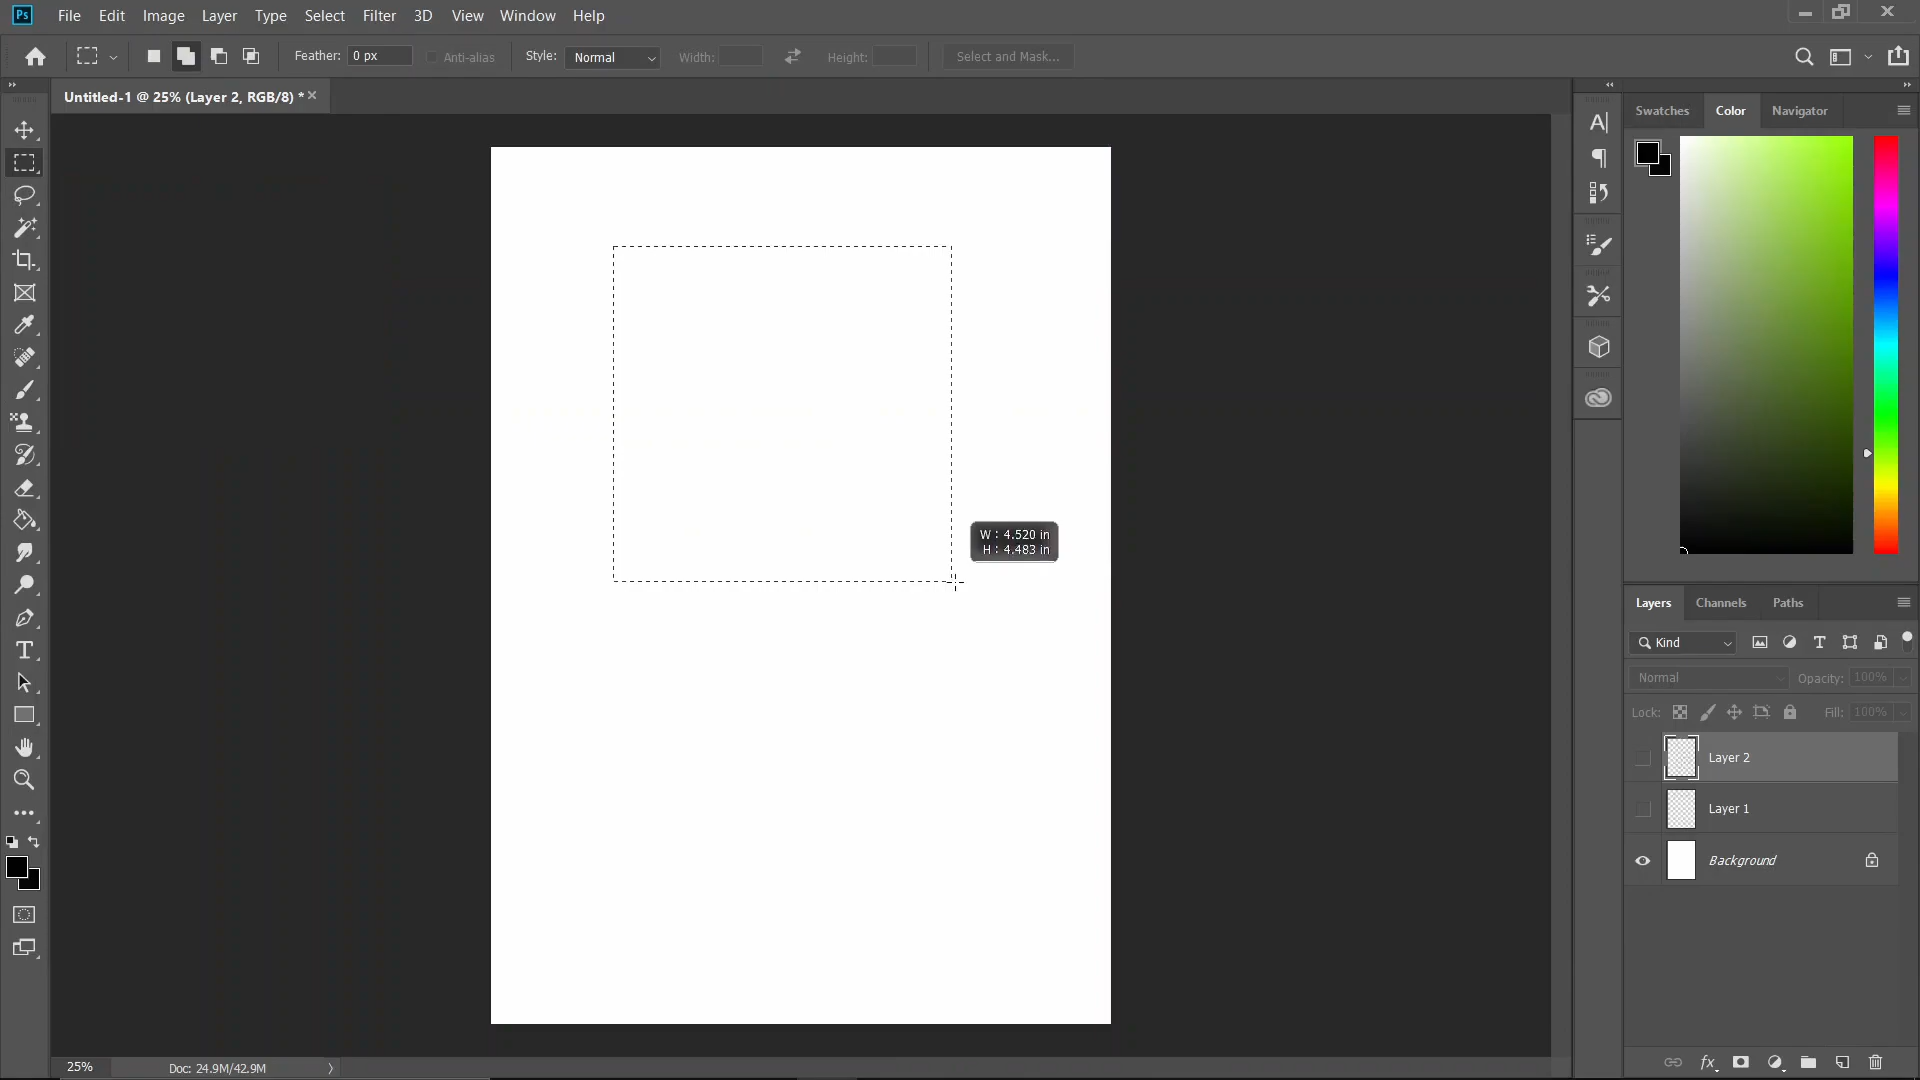 Ps File Edit Image Layer Type Select Filter 3D View Window Help
Feather: 0 px Anti-alias Style: Normal Width: Height: Select and Mask...
Untitled-1 @ 25% (Layer 2, RGB/8) *
Swatches Color Navigator
W : 4.520 in
H : 4.483 in
Layers Channels Paths
Kind
Normal Opacity: 100%
Lock: Fill: 100%
Layer 2
Layer 1
Background
25% Doc: 24.9M/42.9M